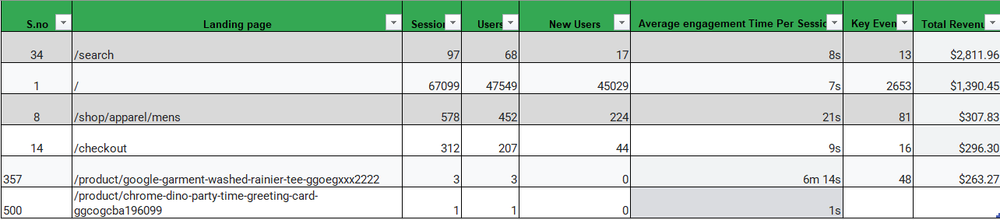 S.no Landing page Session Users New Users Average engagement Time Per Sessio Key Even Total Revenu
34 /search 97 68 17 8s 13 $2,811.96
1 / 67099 47549 45029 7s 2653 $1,390.45
8 /shop/apparel/mens 578 452 224 21s 81 $307.83
14 /checkout 312 207 44 9s 16 $296.30
357 /product/google-garment-washed-rainier-tee-ggoegxxx2222 3 3 0 6m 14s 48 $263.27
/product/chrome-dino-party-time-greeting-card-
500 ggcogcba196099 1 1 0 1s